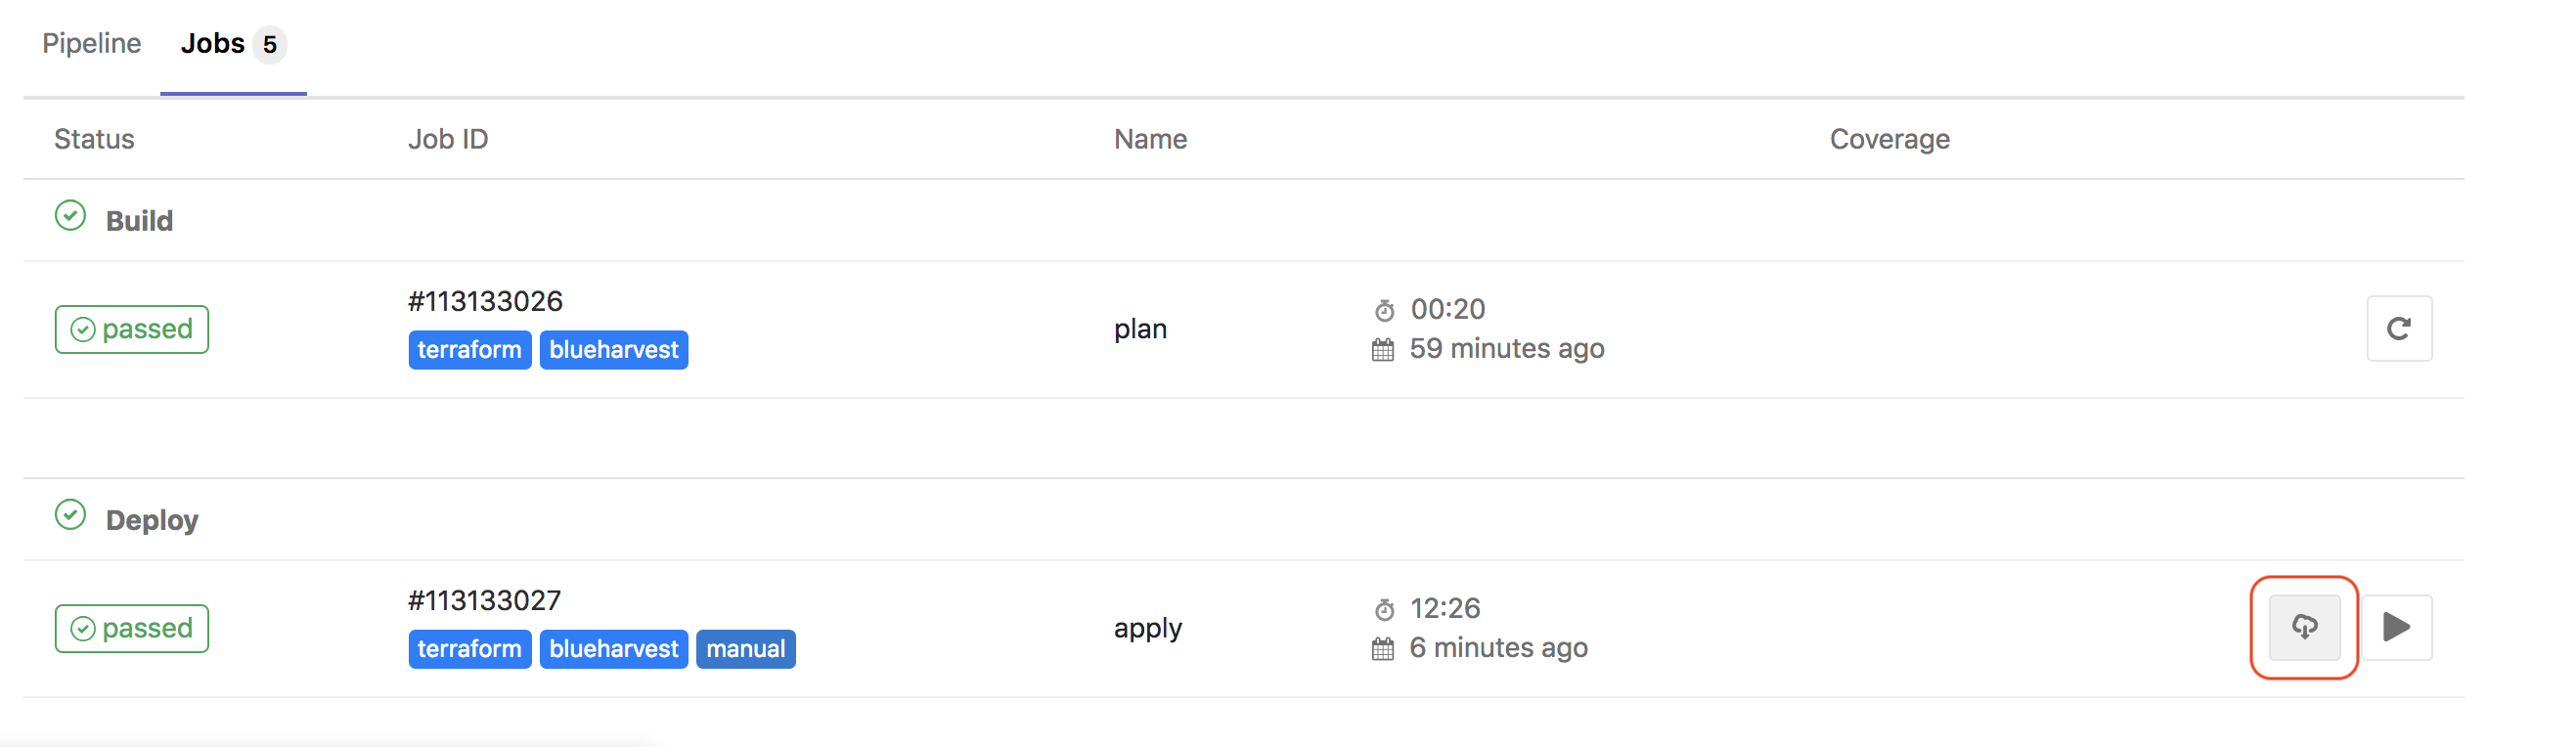 Pipeline Jobs 5
Status Job ID Name Coverage
Build
passed #113133026 terraform blueharvest plan 00:20 59 minutes ago
Deploy
passed #113133027 terraform blueharvest manual apply 12:26 6 minutes ago